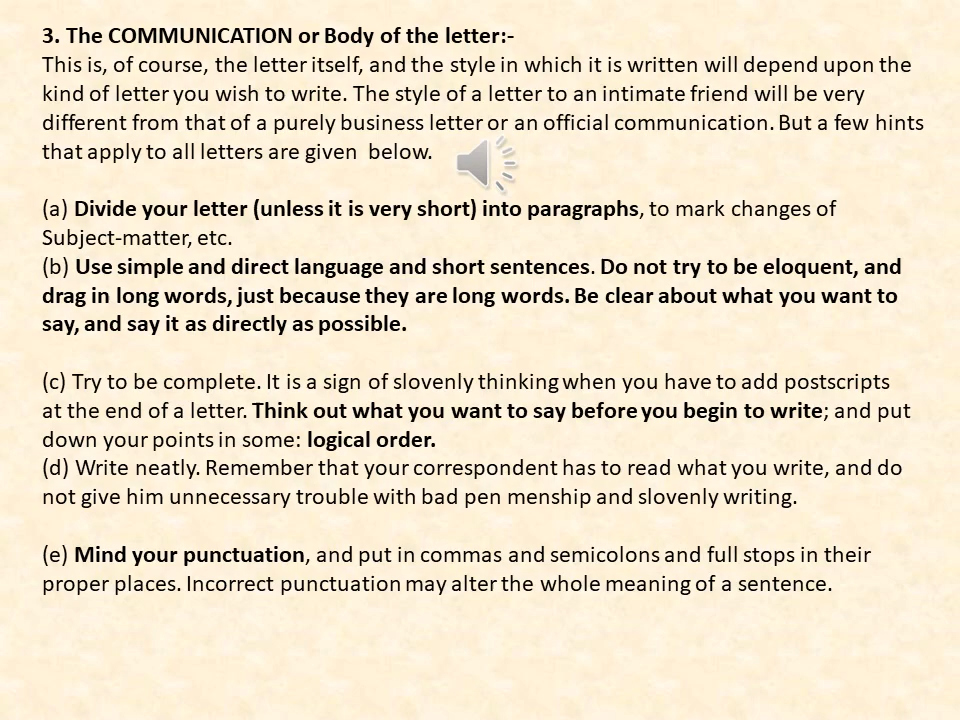 3. The COMMUNICATION or Body of the letter:-
This is, of course, the letter itself, and the style in which it is written will depend upon the
kind of letter you wish to write. The style of a letter to an intimate friend will be very
different from that of a purely business letter or an official communication. But a few hints
that apply to all letters are given  below.
(a) Divide your letter (unless it is very short) into paragraphs, to mark changes of
Subject-matter, etc.
(b) Use simple and direct language and short sentences. Do not try to be eloquent, and
drag in long words, just because they are long words. Be clear about what you want to
say, and say it as directly as possible.
(c) Try to be complete. It is a sign of slovenly thinking when you have to add postscripts
at the end of a letter. Think out what you want to say before you begin to write; and put
down your points in some: logical order.
(d) Write neatly. Remember that your correspondent has to read what you write, and do
not give him unnecessary trouble with bad pen menship and slovenly writing.
(e) Mind your punctuation, and put in commas and semicolons and full stops in their
proper places. Incorrect punctuation may alter the whole meaning of a sentence.